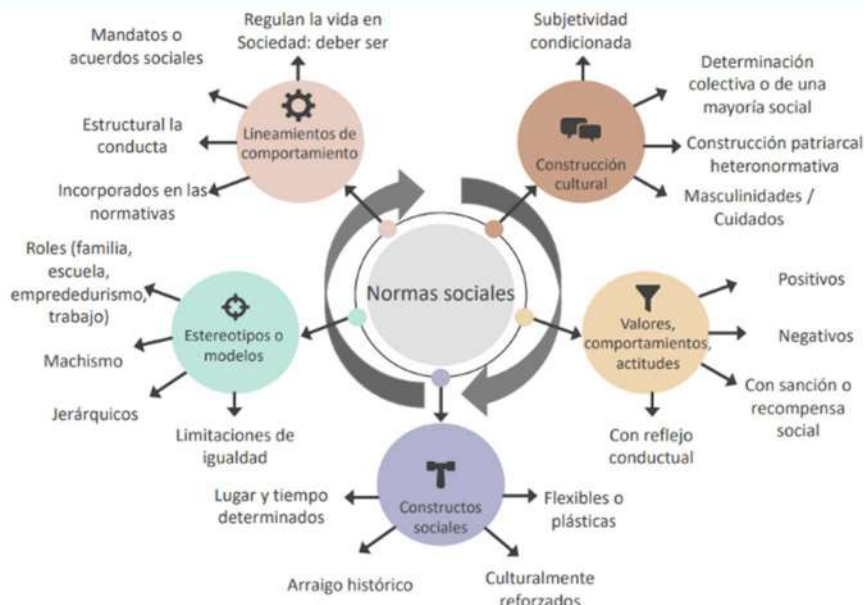 Regulan la vida en
Sociedad: deber ser
Mandatos o
acuerdos sociales
Estructural la
conducta
Incorporados en las
normativas
Lineamientos de
comportamiento
Subjetividad
condicionada
Determinación
colectiva o de una
mayoría social
Construcción patriarcal
heteronormativa
Masculinidades /
Cuidados
Construcción
cultural
Normas sociales
Roles (familia,
escuela,
emprededurismo,
trabajo)
Machismo
Jerárquicos
Limitaciones de
igualdad
Estereotipos o
modelos
Valores,
comportamientos,
actitudes
Positivos
Negativos
Con sanción o
recompensa
social
Con reflejo
conductual
Constructos
sociales
Lugar y tiempo
determinados
Arraigo histórico
Flexibles o
plásticas
Culturalmente
reforzados